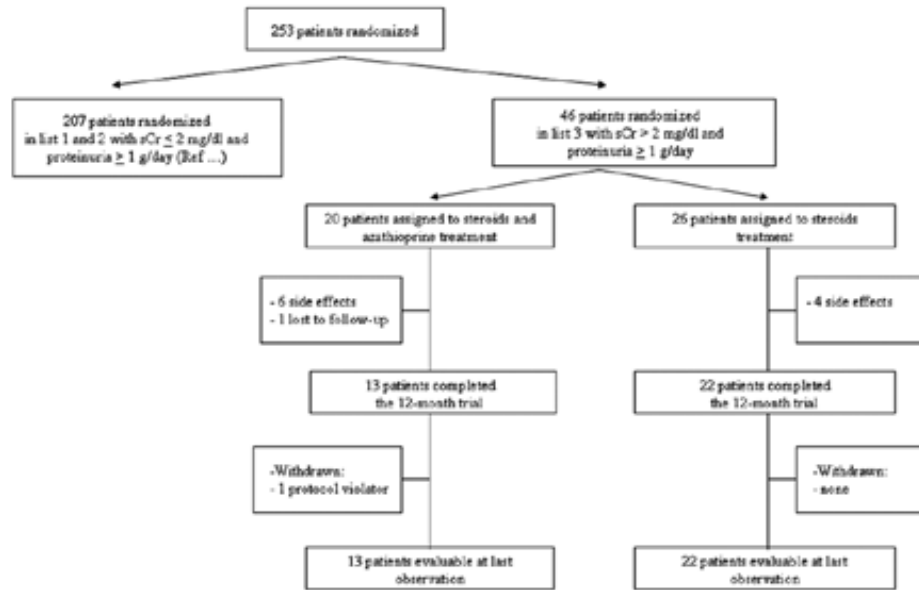 253 patients randomized
207 patients randomized
in list 1 and 2 with sCr ≤ 2 mg/dl and
proteinuria ≥ 1 g/day (Ref ...)
46 patients randomized
in list 3 with sCr > 2 mg/dl and
proteinuria ≥ 1 g/day
20 patients assigned to steroids and
azathioprine treatment
26 patients assigned to steroids
treatment
- 6 side effects
- 1 lost to follow-up
- 4 side effects
13 patients completed
the 12-month trial
22 patients completed
the 12-month trial
-Withdrawn:
- 1 protocol violator
-Withdrawn:
- none
13 patients evaluable at last
observation
22 patients evaluable at last
observation